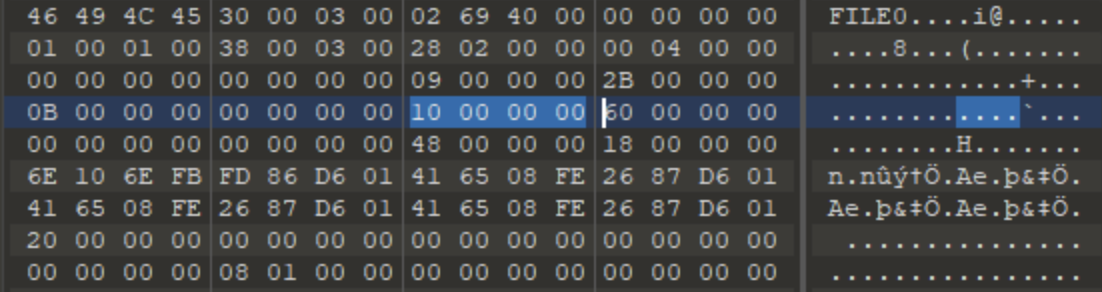 46 49 4C 45 30 00 03 00 02 69 40 00 00 00 00 00 FILE0....i@.....
01 00 01 00 38 00 03 00 28 02 00 00 00 04 00 00 ....8...(.......
00 00 00 00 00 00 00 00 09 00 00 00 2B 00 00 00 ............+...
0B 00 00 00 00 00 00 00 10 00 00 00 60 00 00 00 ............`...
00 00 00 00 00 00 00 00 48 00 00 00 18 00 00 00 ........H.......
6E 10 6E FB FD 86 D6 01 41 65 08 FE 26 87 D6 01 n.nûý†Ö.Ae.þ&‡Ö.
41 65 08 FE 26 87 D6 01 41 65 08 FE 26 87 D6 01 Ae.þ&‡Ö.Ae.þ&‡Ö.
20 00 00 00 00 00 00 00 00 00 00 00 00 00 00 00  ...............
00 00 00 00 08 01 00 00 00 00 00 00 00 00 00 00 ................